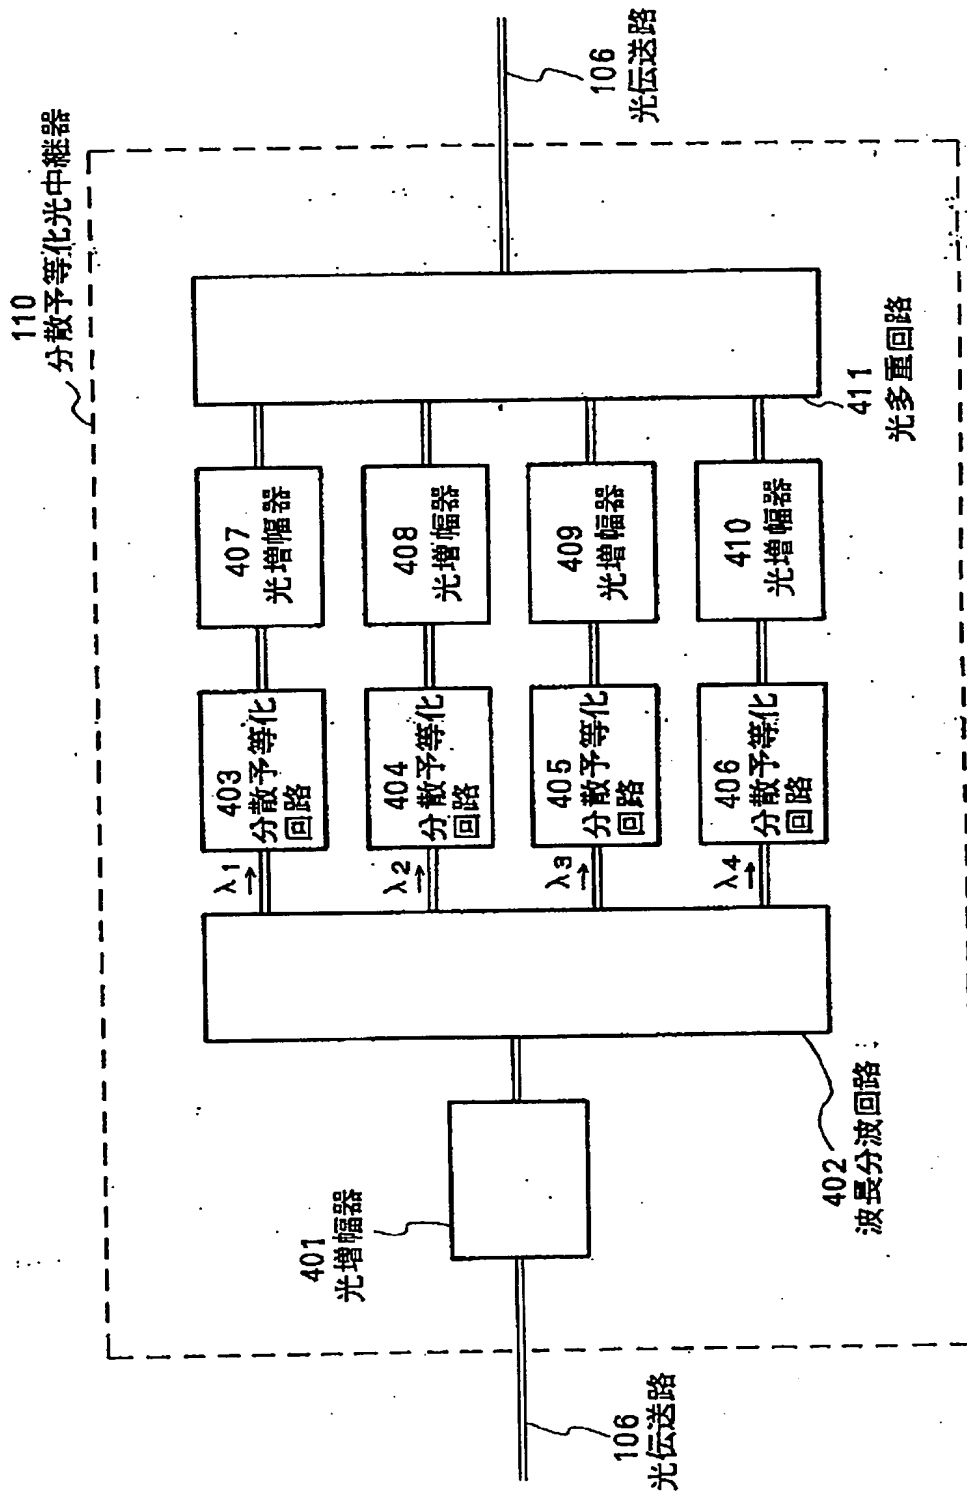 110
分散予等化光中継器
106
光伝送路
401
光増幅器
402
波長分波回路
λ1
→
403
分散予等化
回路
407
光増幅器
λ2
→
404
分散予等化
回路
408
光増幅器
λ3
→
405
分散予等化
回路
409
光増幅器
λ4
→
406
分散予等化
回路
410
光増幅器
411
光多重回路
106
光伝送路